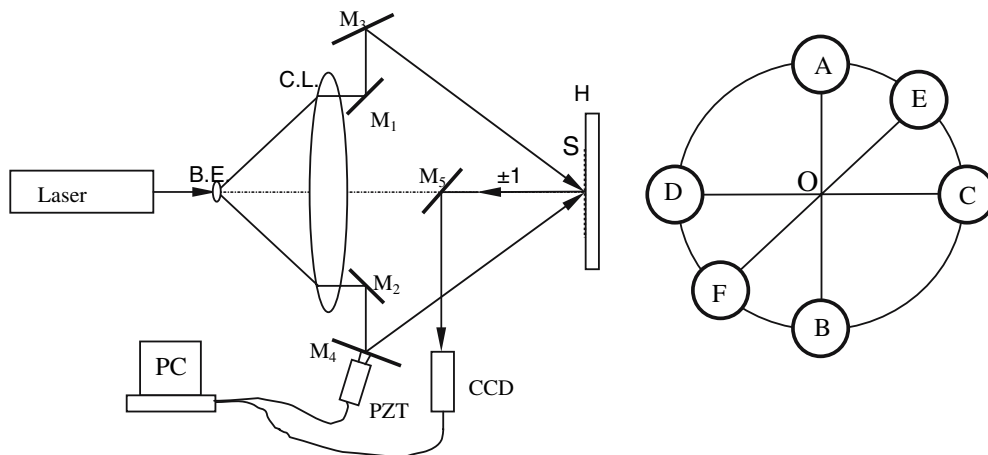 M₃
C.L.
H
M₁
S
B.E.
M₅
±1
Laser
M₂
M₄
PC
PZT
CCD
A
E
D
O
C
F
B